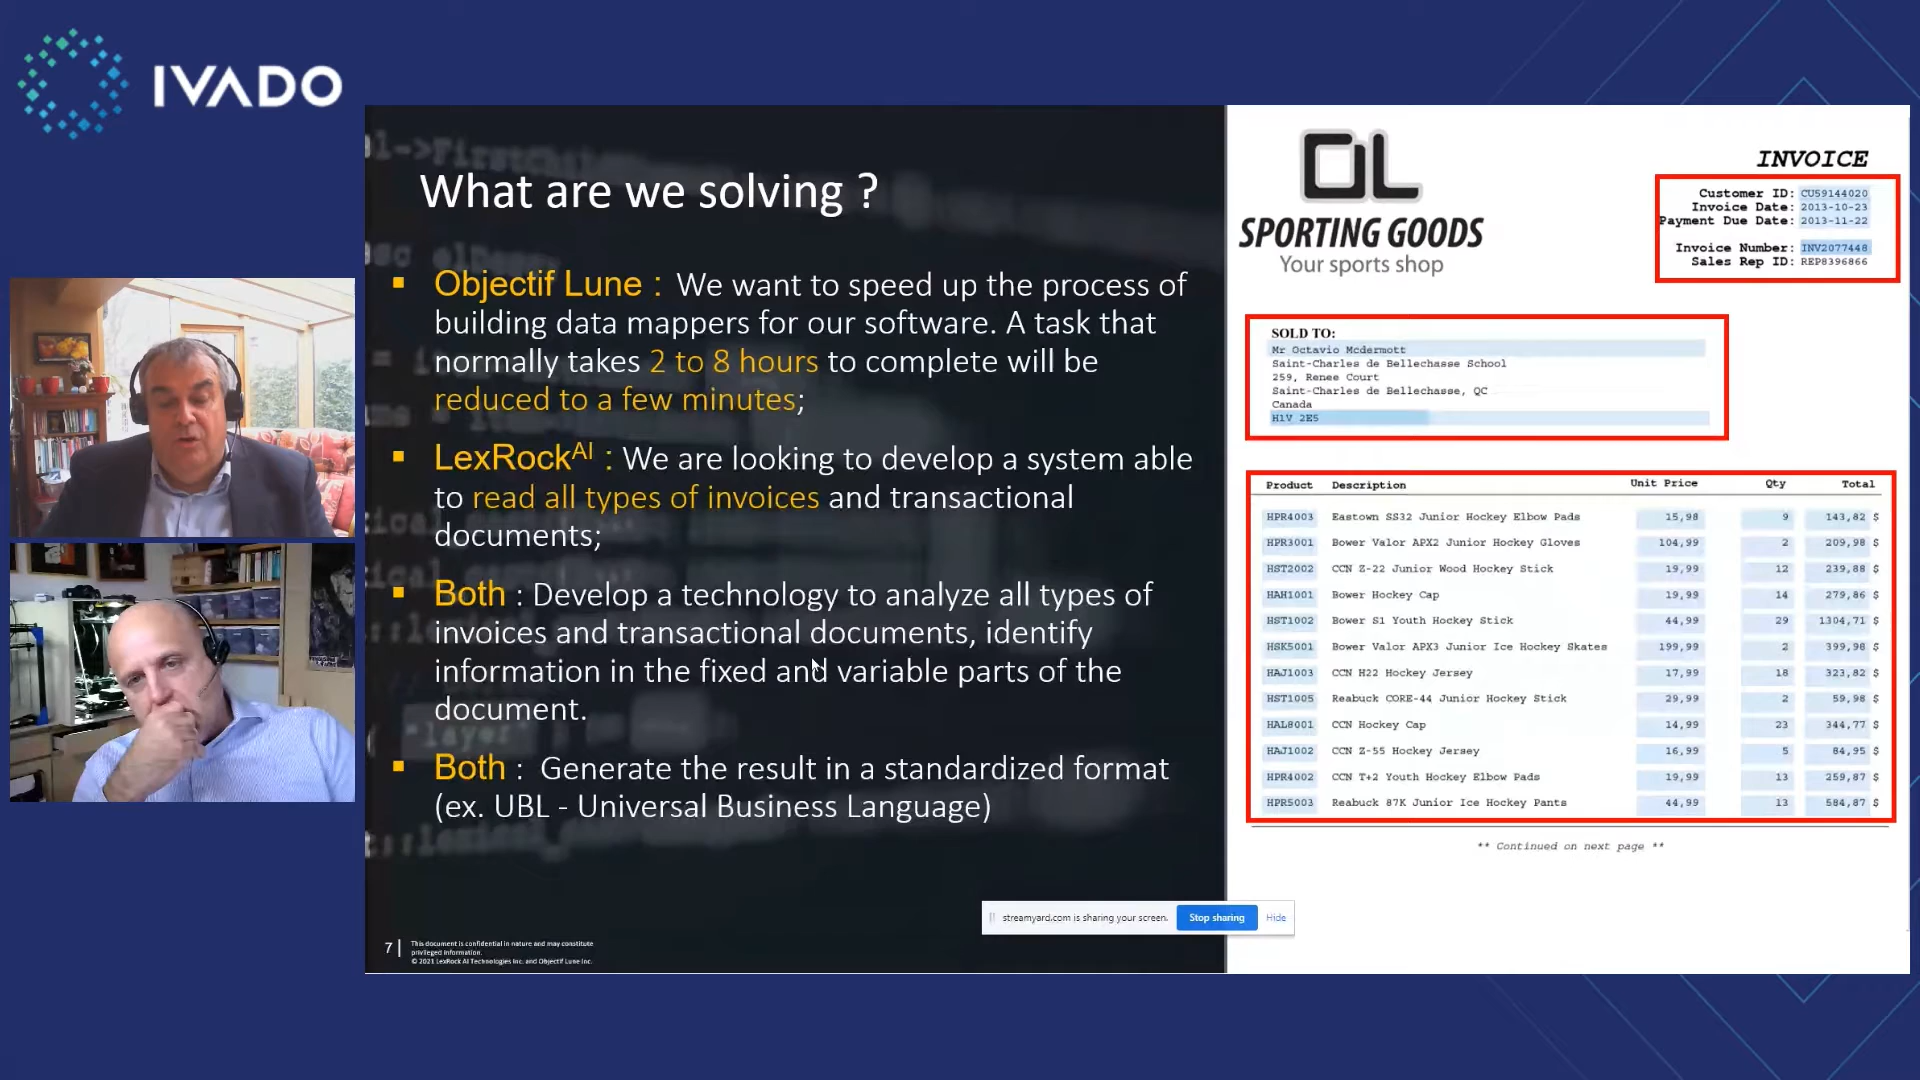 IVADO
What are we solving ?
▪ Objectif Lune : We want to speed up the process of
building data mappers for our software. A task that
normally takes 2 to 8 hours to complete will be
reduced to a few minutes;
▪ LexRockAI : We are looking to develop a system able
to read all types of invoices and transactional
documents;
▪ Both : Develop a technology to analyze all types of
invoices and transactional documents, identify
information in the fixed and variable parts of the
document.
▪ Both : Generate the result in a standardized format
(ex. UBL - Universal Business Language)
7 |
This document is confidential in nature and may constitute
privileged information.
© 2021 LexRock AI Technologies Inc. and Objectif Lune Inc.
OL
SPORTING GOODS
Your sports shop
INVOICE
Customer ID: CU59144020
Invoice Date: 2013-10-23
Payment Due Date: 2013-11-22
Invoice Number: INV2077448
Sales Rep ID: REP8396866
SOLD TO:
Mr Octavio Mcdermott
Saint-Charles de Bellechasse School
259, Renee Court
Saint-Charles de Bellechasse, QC
Canada
H1V 2E5
Product Description Unit Price Qty Total
HPR4003 Eastown SS32 Junior Hockey Elbow Pads 15,98 9 143,82 $
HPR3001 Bower Valor APX2 Junior Hockey Gloves 104,99 2 209,98 $
HST2002 CCN Z-22 Junior Wood Hockey Stick 19,99 12 239,88 $
HAH1001 Bower Hockey Cap 19,99 14 279,86 $
HST1002 Bower S1 Youth Hockey Stick 44,99 29 1304,71 $
HSK5001 Bower Valor APX3 Junior Ice Hockey Skates 199,99 2 399,98 $
HAJ1003 CCN H22 Hockey Jersey 17,99 18 323,82 $
HST1005 Reabuck CORE-44 Junior Hockey Stick 29,99 2 59,98 $
HAL8001 CCN Hockey Cap 14,99 23 344,77 $
HAJ1002 CCN Z-55 Hockey Jersey 16,99 5 84,95 $
HPR4002 CCN T+2 Youth Hockey Elbow Pads 19,99 13 259,87 $
HPR5003 Reabuck 87K Junior Ice Hockey Pants 44,99 13 584,87 $
** Continued on next page **
streamyard.com is sharing your screen. Stop sharing Hide